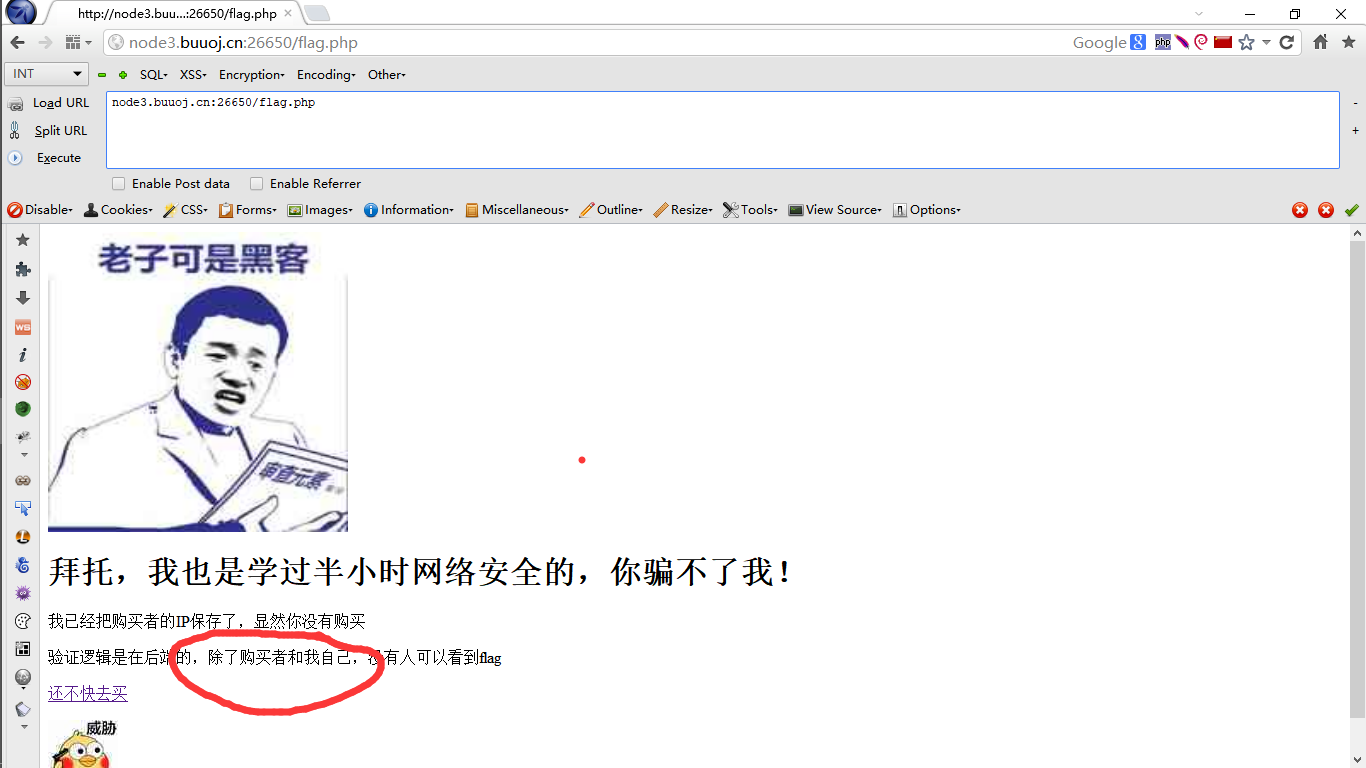 http://node3.buu...:26650/flag.php
node3.buuoj.cn:26650/flag.php
Google
php
INT
SQL
XSS
Encryption
Encoding
Other
Load URL
node3.buuoj.cn:26650/flag.php
Split URL
Execute
Enable Post data
Enable Referrer
Disable
Cookies
CSS
Forms
Images
Information
Miscellaneous
Outline
Resize
Tools
View Source
Options
老子可是黑客
审查元素
拜托，我也是学过半小时网络安全的，你骗不了我！
我已经把购买者的IP保存了，显然你没有购买
验证逻辑是在后端的，除了购买者和我自己，没有人可以看到flag
还不快去买
威胁